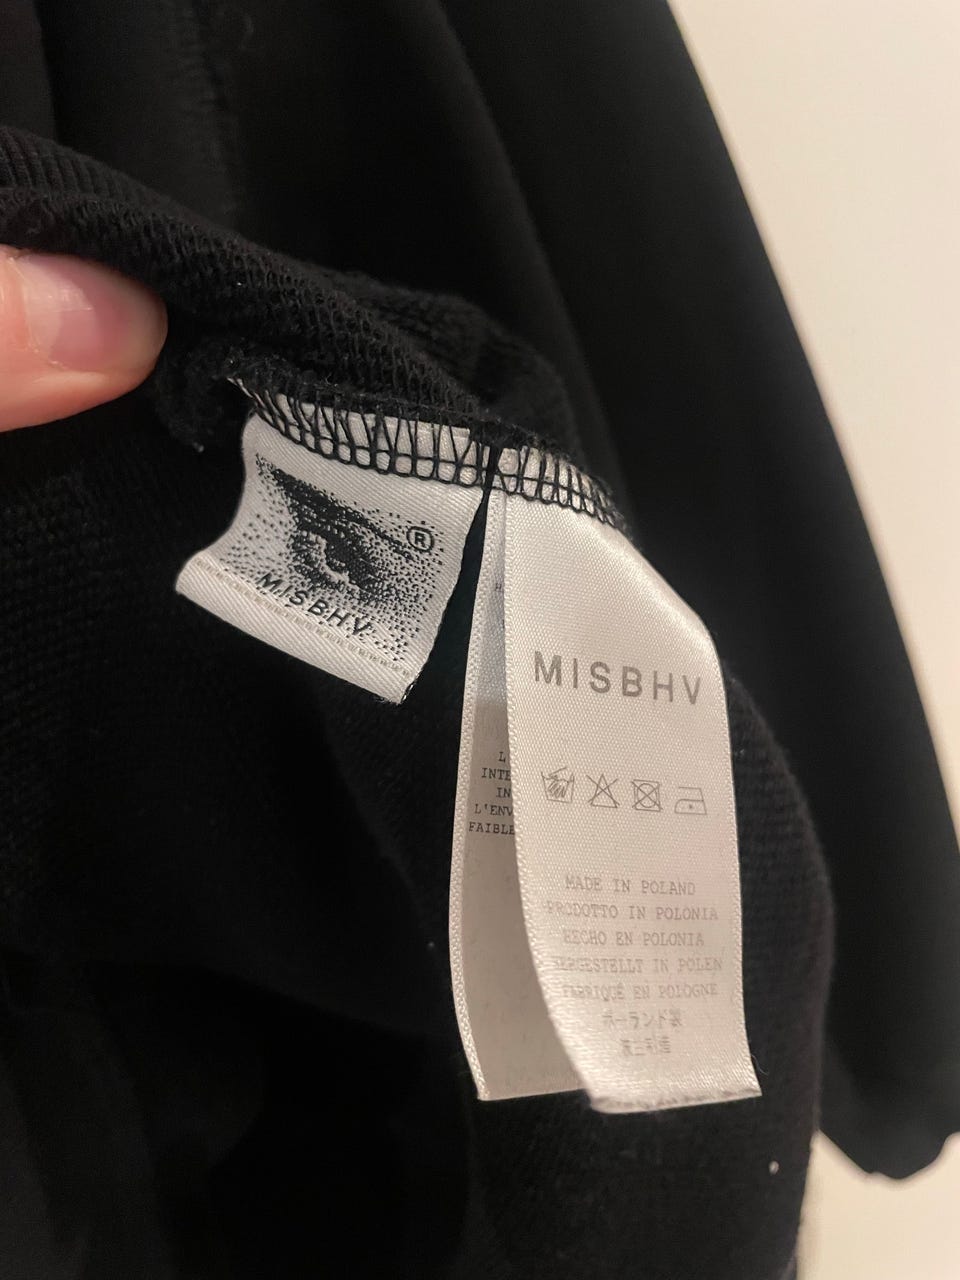 ®
M.I.S.B.H.V.
L
INTE
IN
L'ENV
FAIBLE
MISBHV
MADE IN POLAND
PRODOTTO IN POLONIA
HECHO EN POLONIA
HERGESTELLT IN POLEN
FABRIQUÉ EN POLOGNE
ポーランド製